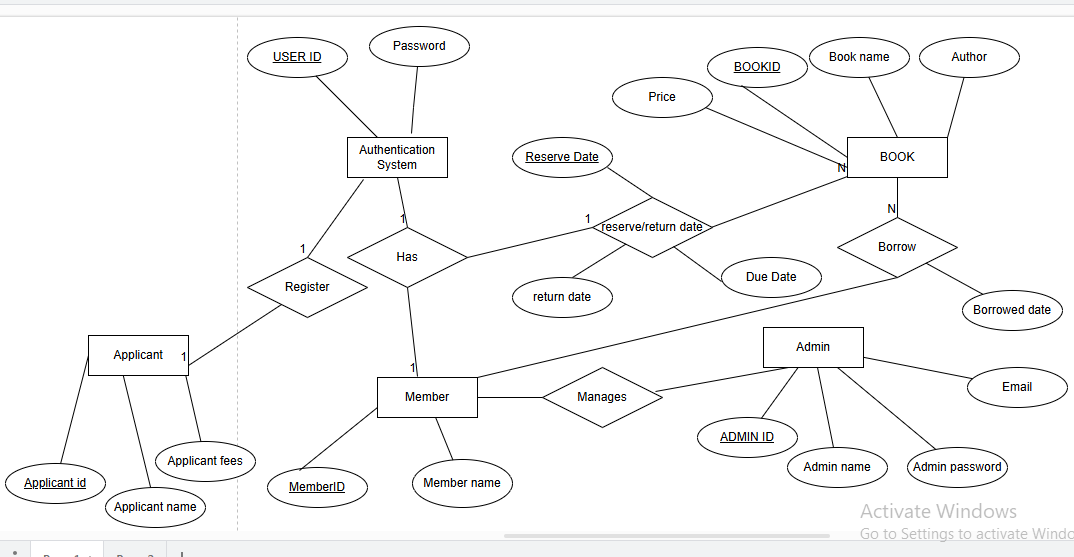 USER ID
Password
BOOKID
Book name
Author
Price
Authentication
System
Reserve Date
BOOK
N
1
1
N
reserve/return date
1
Has
Borrow
Register
return date
Due Date
Borrowed date
Applicant
1
Admin
1
Member
Manages
Email
ADMIN ID
Applicant fees
Admin name
Admin password
Applicant id
MemberID
Member name
Applicant name
Activate Windows
Go to Settings to activate Windo